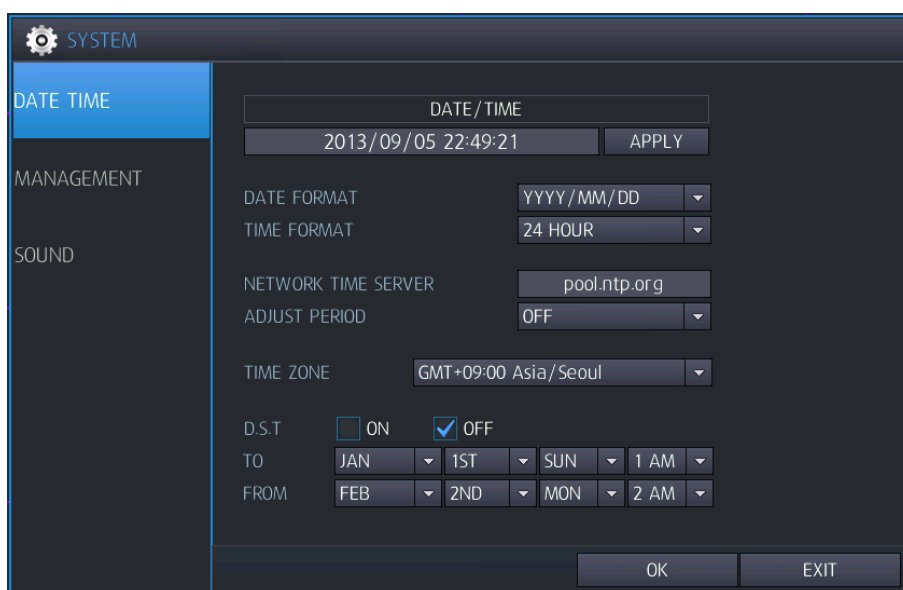 SYSTEM
DATE TIME
MANAGEMENT
SOUND
DATE/TIME
2013/09/05 22:49:21 APPLY
DATE FORMAT YYYY/MM/DD
TIME FORMAT 24 HOUR
NETWORK TIME SERVER pool.ntp.org
ADJUST PERIOD OFF
TIME ZONE GMT+09:00 Asia/Seoul
D.S.T ON OFF
TO JAN 1ST SUN 1 AM
FROM FEB 2ND MON 2 AM
OK EXIT